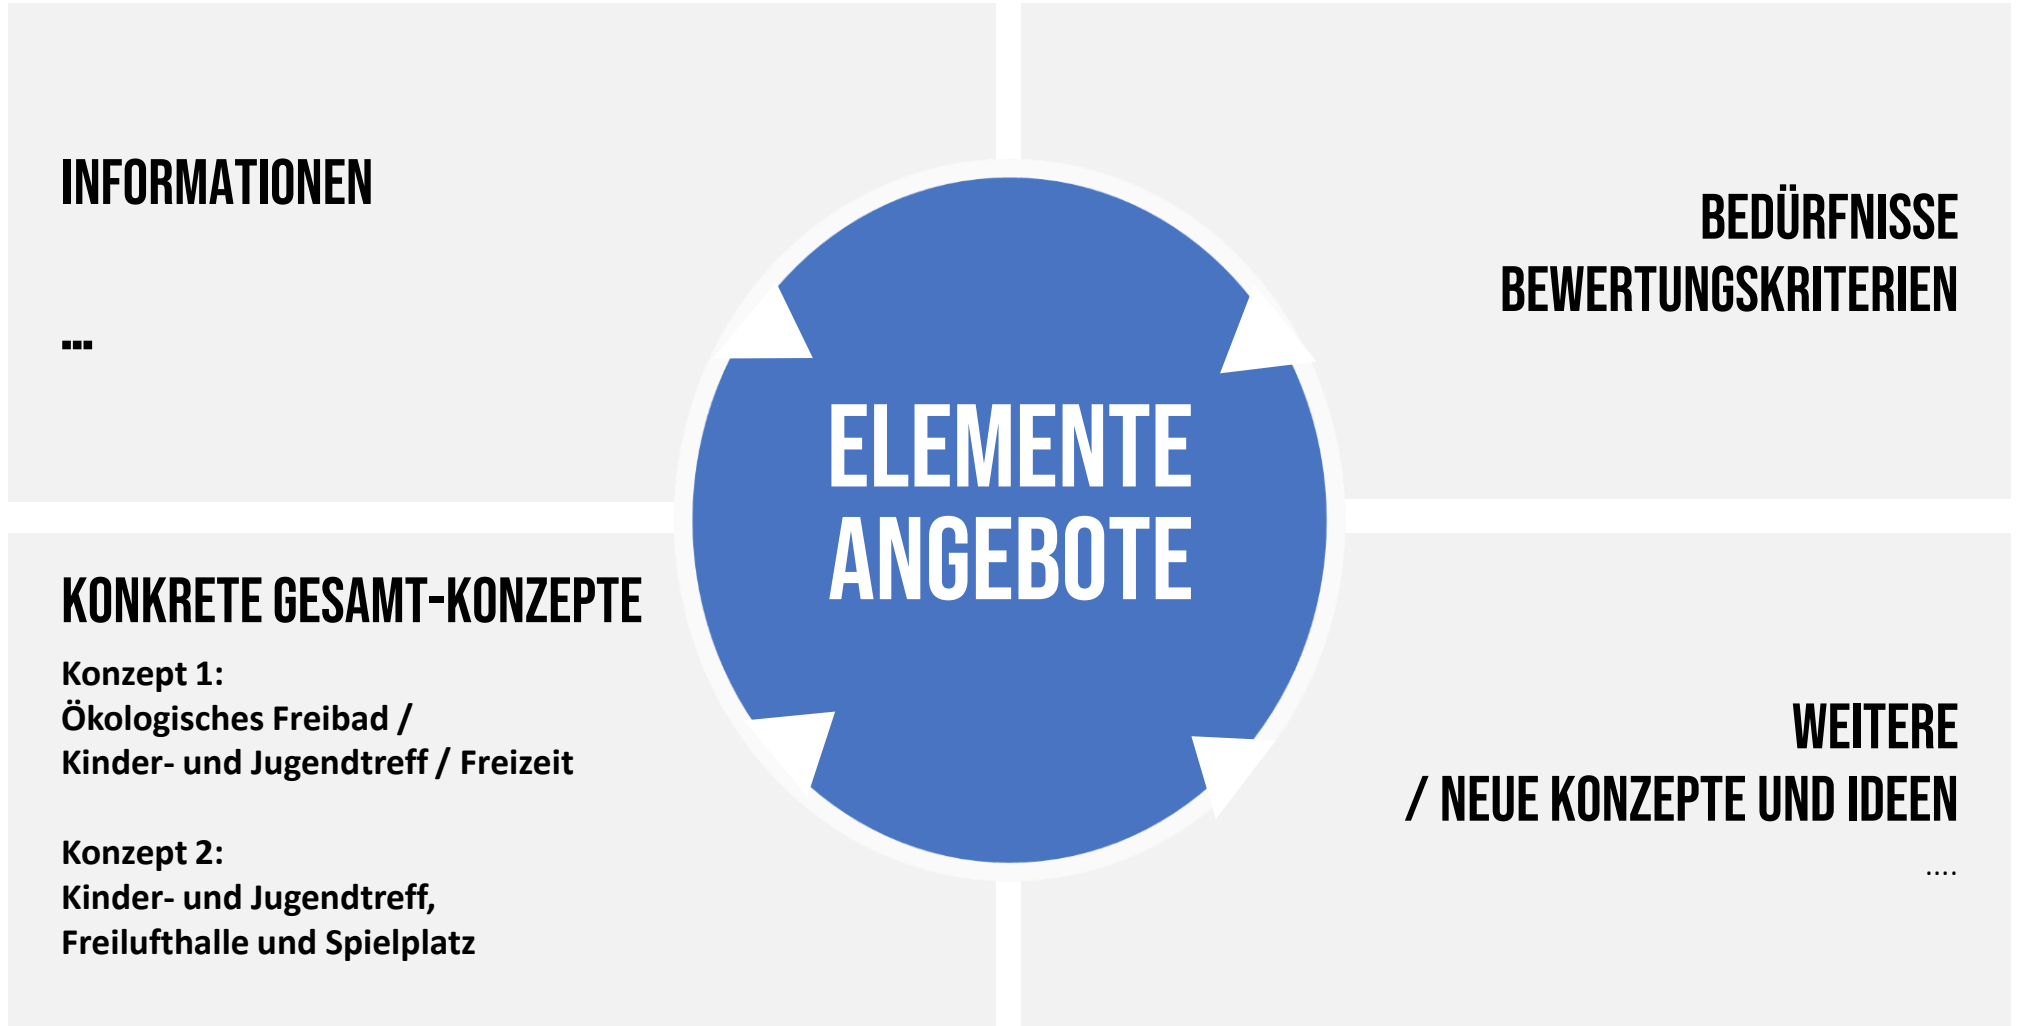 INFORMATIONEN
...
BEDÜRFNISSE
BEWERTUNGSKRITERIEN
ELEMENTE
ANGEBOTE
KONKRETE GESAMT-KONZEPTE
Konzept 1:
Ökologisches Freibad /
Kinder- und Jugendtreff / Freizeit
Konzept 2:
Kinder- und Jugendtreff,
Freilufthalle und Spielplatz
WEITERE
/ NEUE KONZEPTE UND IDEEN
....